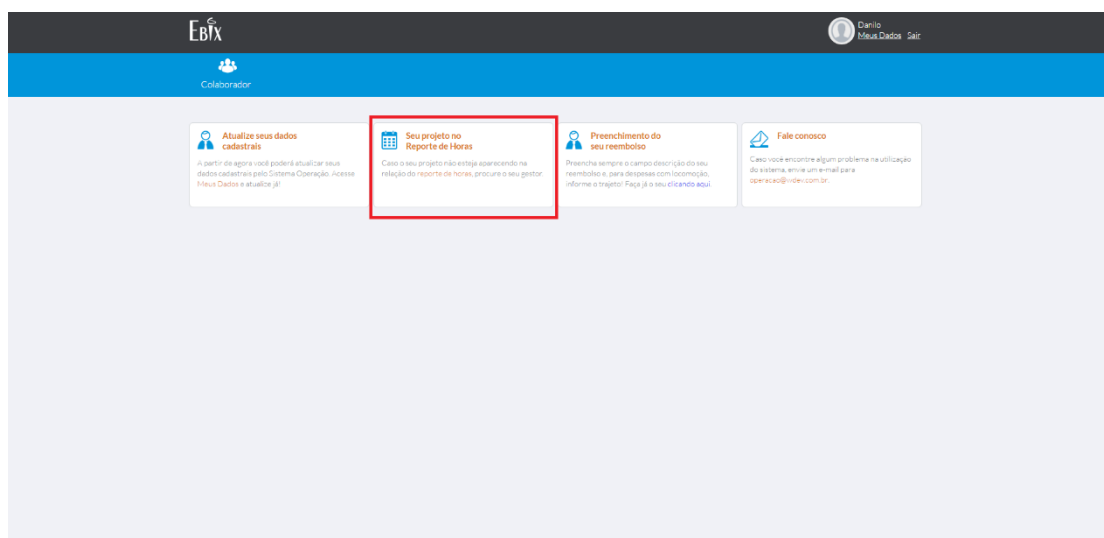 Ebix
Danilo
Meus Dados Sair
Colaborador
Atualize seus dados
cadastrais
A partir de agora você poderá atualizar seus
dados cadastrais pelo Sistema Operação. Acesse
Meus Dados e atualize já!
Seu projeto no
Reporte de Horas
Caso o seu projeto não esteja aparecendo na
relação do reporte de horas, procure o seu gestor
Preenchimento do
seu reembolso
Preencha sempre o campo descrição do seu
reembolso e, para despesas com locomoção,
informe o trajeto! Faça já o seu clicando aqui.
Fale conosco
Caso você encontre algum problema na utilização
do sistema, envie um e-mail para